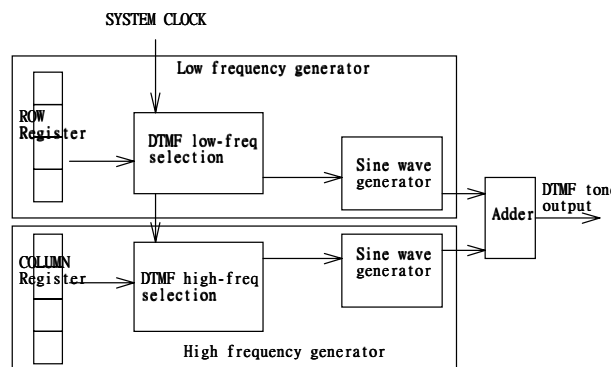 SYSTEM CLOCK
Low frequency generator
ROW
Register
DTMF low-freq
selection
Sine wave
generator
DTMF tone
output
Adder
COLUMN
Register
DTMF high-freq
selection
Sine wave
generator
High frequency generator